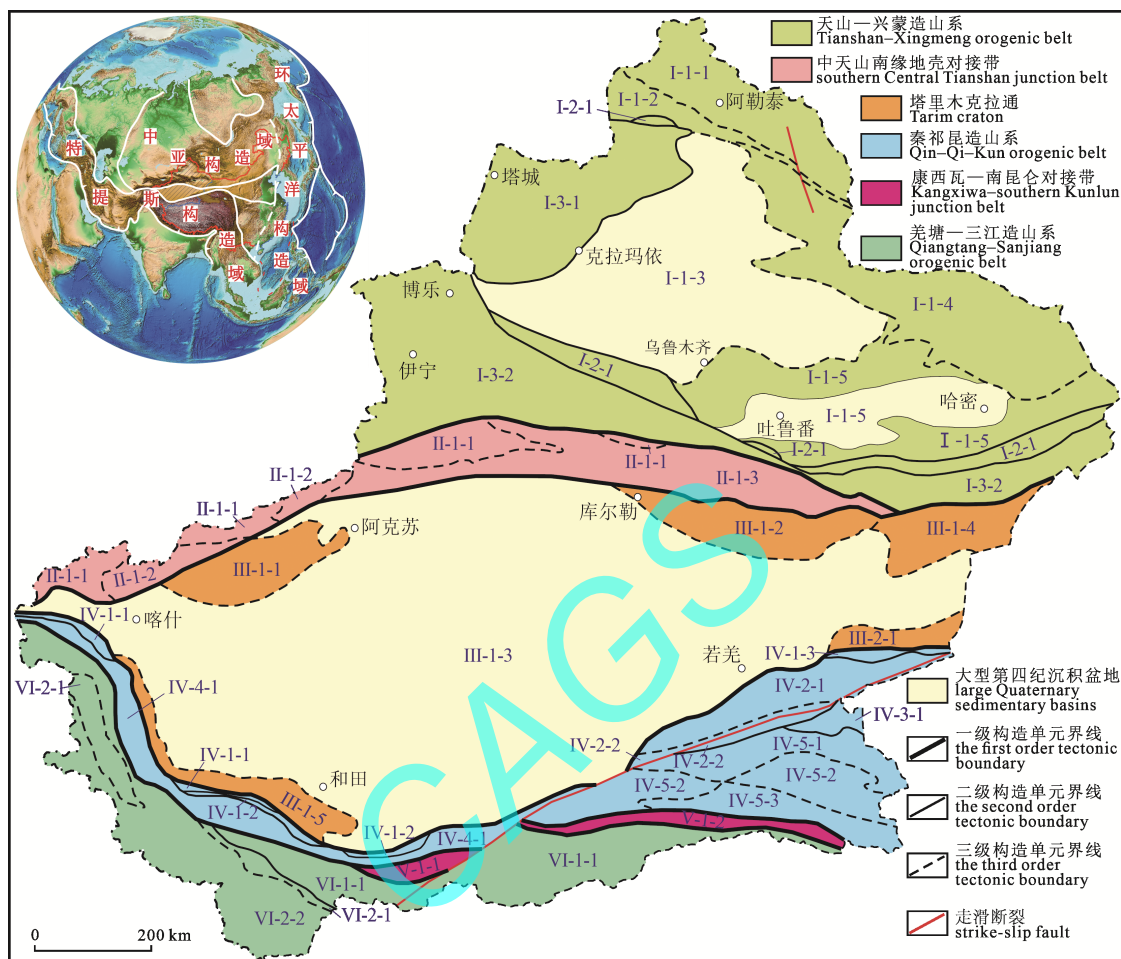 天山—兴蒙造山系
Tianshan–Xingmeng orogenic belt
中天山南缘地壳对接带
southern Central Tianshan junction belt
塔里木克拉通
Tarim craton
秦祁昆造山系
Qin–Qi–Kun orogenic belt
康西瓦—南昆仑对接带
Kangxiwa–southern Kunlun
junction belt
羌塘—三江造山系
Qiangtang–Sanjiang
orogenic belt
环太平洋构造域
中亚构造域
特提斯构造域
I-1-1
I-1-2
阿勒泰
I-2-1
塔城
I-3-1
克拉玛依
I-1-3
博乐
I-1-4
乌鲁木齐
伊宁
I-2-1
I-3-2
I-1-5
哈密
I-1-5
吐鲁番
I-1-5
I-2-1
I-2-1
II-1-1
II-1-1
II-1-3
I-3-2
II-1-2
II-1-1
库尔勒
阿克苏
III-1-2
III-1-4
III-1-1
II-1-1
II-1-2
IV-1-1
喀什
III-2-1
III-1-3
若羌
IV-1-3
VI-2-1
IV-4-1
IV-2-1
IV-3-1
IV-2-2
IV-2-2
IV-5-1
IV-1-1
和田
IV-5-2
IV-5-2
IV-1-2
III-1-5
IV-5-3
IV-1-2
IV-4-1
V-1-2
V-1-1
VI-1-1
VI-1-1
VI-2-2
VI-2-1
CAGS
大型第四纪沉积盆地
large Quaternary
sedimentary basins
一级构造单元界线
the first order tectonic
boundary
二级构造单元界线
the second order
tectonic boundary
三级构造单元界线
the third order
tectonic boundary
走滑断裂
strike-slip fault
0 200 km